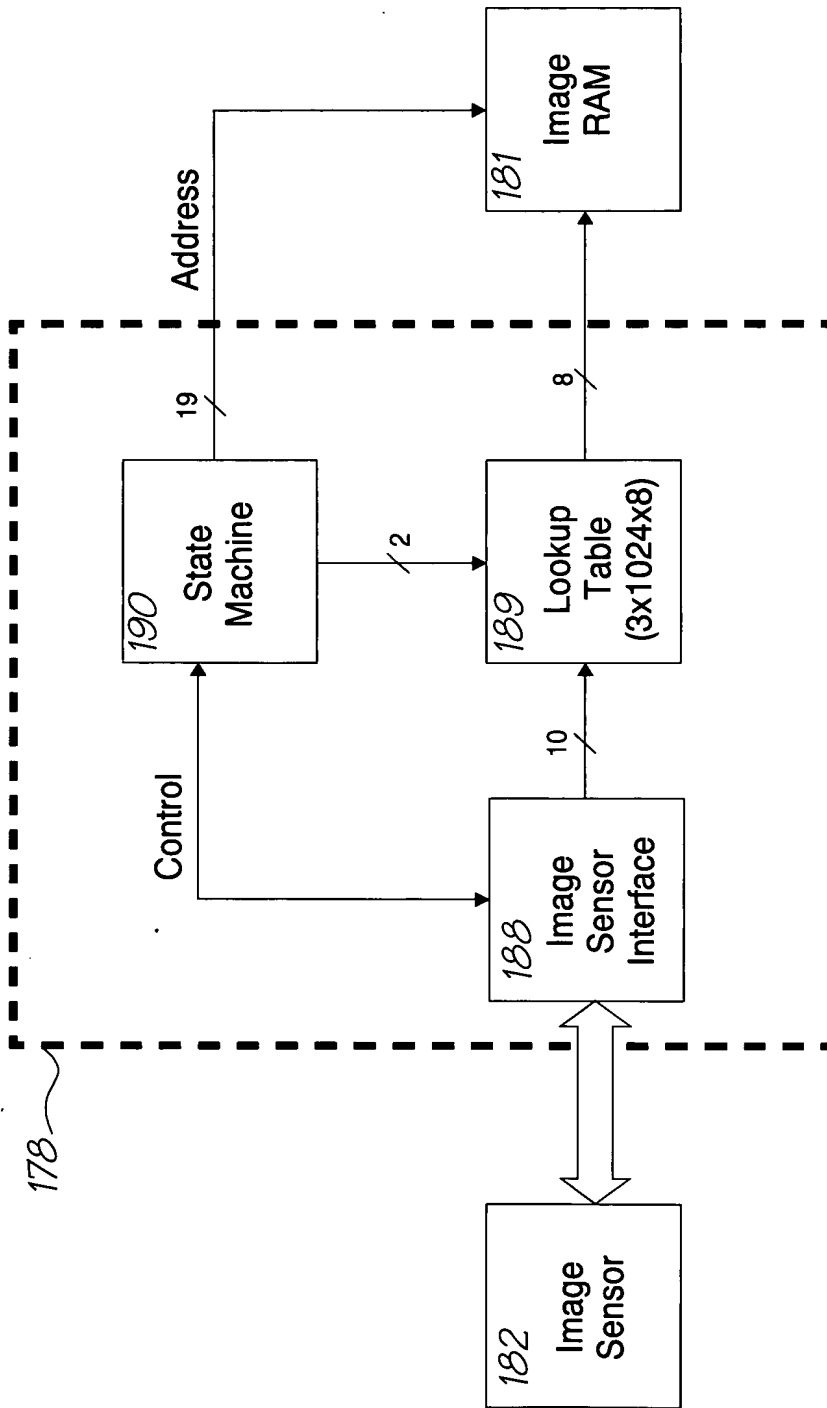 178
Control
Address
190
State
Machine
19
2
182
Image
Sensor
188
Image
Sensor
Interface
10
189
Lookup
Table
(3x1024x8)
8
181
Image
RAM